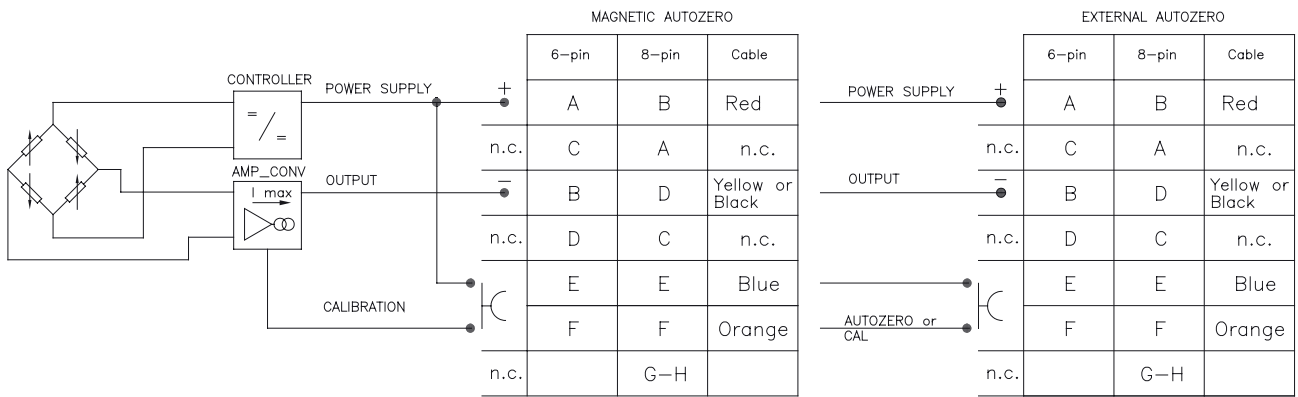 MAGNETIC AUTOZERO
EXTERNAL AUTOZERO
6-pin 8-pin Cable
6-pin 8-pin Cable
CONTROLLER
= / =
POWER SUPPLY
+ A B Red
POWER SUPPLY
+ A B Red
n.c. C A n.c.
n.c. C A n.c.
AMP_CONV
I max
OUTPUT
− B D Yellow or
Black
OUTPUT
− B D Yellow or
Black
n.c. D C n.c.
n.c. D C n.c.
E E Blue
E E Blue
CALIBRATION
F F Orange
AUTOZERO or
CAL
F F Orange
n.c. G-H
n.c. G-H